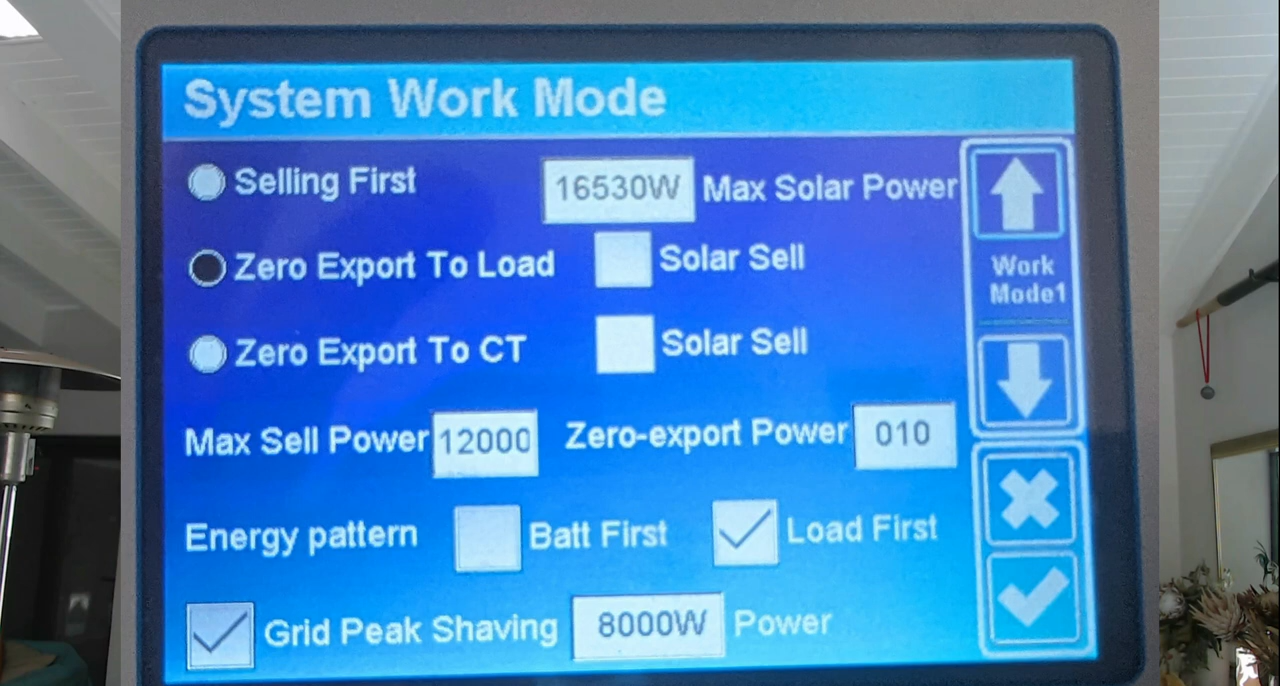 System Work Mode
Selling First 16530W Max Solar Power
Zero Export To Load Solar Sell
Zero Export To CT Solar Sell
Max Sell Power 12000 Zero-export Power 010
Energy pattern Batt First Load First
Grid Peak Shaving 8000W Power
Work
Mode1